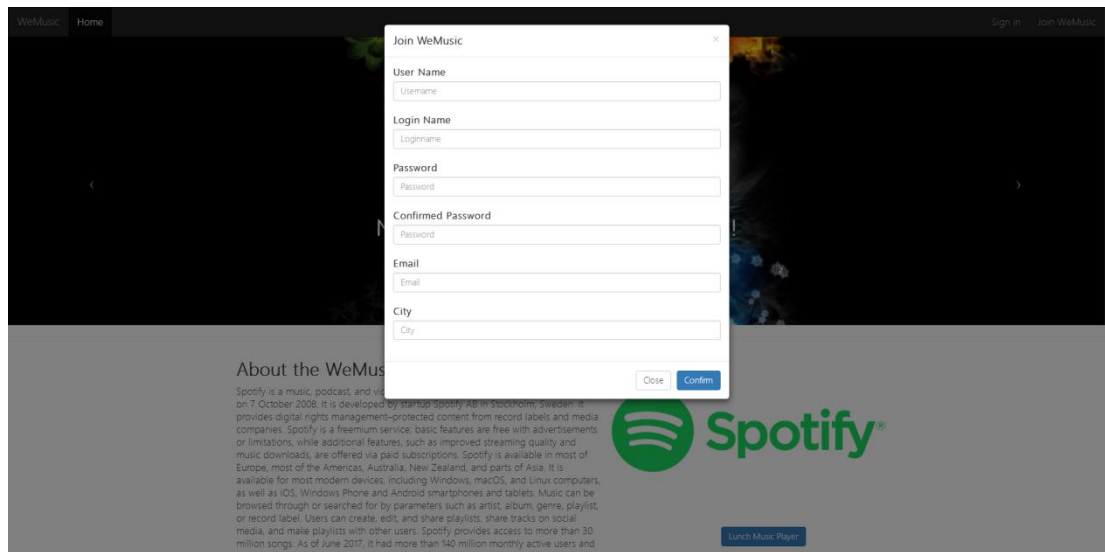 WeMusic
Home
Sign in
Join WeMusic
Join WeMusic
×
User Name
Username
Login Name
Loginname
Password
Password
Confirmed Password
Password
Email
Email
City
City
Close
Confirm
‹
›
N
!
About the WeMus
Spotify is a music, podcast, and vi
on 7 October 2008. It is developed by startup Spotify AB in Stockholm, Sweden. It
provides digital rights management–protected content from record labels and media
companies. Spotify is a freemium service; basic features are free with advertisements
or limitations, while additional features, such as improved streaming quality and
music downloads, are offered via paid subscriptions. Spotify is available in most of
Europe, most of the Americas, Australia, New Zealand, and parts of Asia. It is
available for most modern devices, including Windows, macOS, and Linux computers,
as well as iOS, Windows Phone and Android smartphones and tablets. Music can be
browsed through or searched for by parameters such as artist, album, genre, playlist,
or record label. Users can create, edit, and share playlists, share tracks on social
media, and make playlists with other users. Spotify provides access to more than 30
million songs. As of June 2017, it had more than 140 million monthly active users and
Spotify®
Lunch Music Player